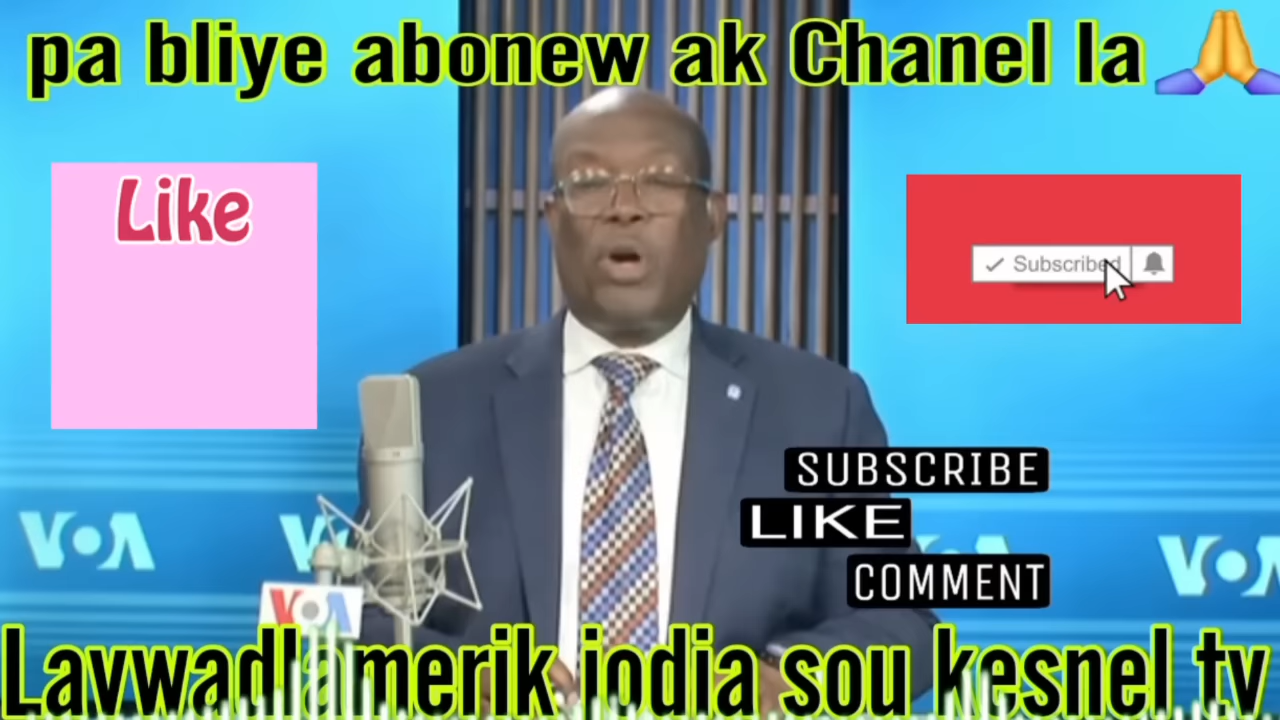 pa bliye abonew ak Chanel la
Like
Subscribed
SUBSCRIBE
LIKE
COMMENT
VOA
VOA
VOA
Lavwadlamerik jodia sou kesnel tv